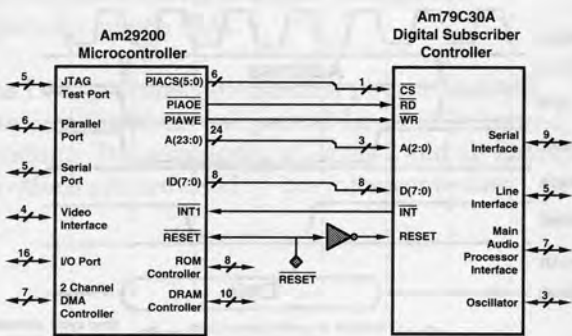 Am29200
Microcontroller
Am79C30A
Digital Subscriber
Controller
5
JTAG
Test Port
6
Parallel
Port
5
Serial
Port
4
Video
Interface
16
I/O Port
7
2 Channel
DMA
Controller
PIACS(5:0)
6
PIAOE
PIAWE
24
A(23:0)
ID(7:0)
8
INT1
RESET
ROM
Controller
8
DRAM
Controller
10
RESET
1
CS
RD
WR
3
A(2:0)
8
D(7:0)
INT
RESET
Serial
Interface
9
Line
Interface
5
Main
Audio
Processor
Interface
7
Oscillator
3